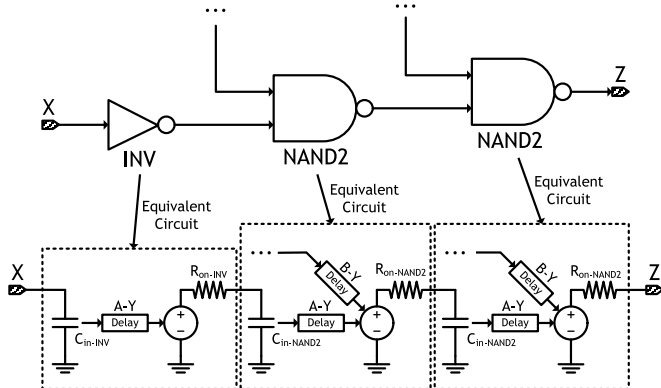 ...
...
X
Z
INV
NAND2
NAND2
Equivalent
Circuit
Equivalent
Circuit
Equivalent
Circuit
X
Ron-INV
A-Y
Delay
+
−
Cin-INV
...
B-Y
Delay
Ron-NAND2
A-Y
Delay
+
−
Cin-NAND2
...
B-Y
Delay
Ron-NAND2
Z
A-Y
Delay
+
−
Cin-NAND2